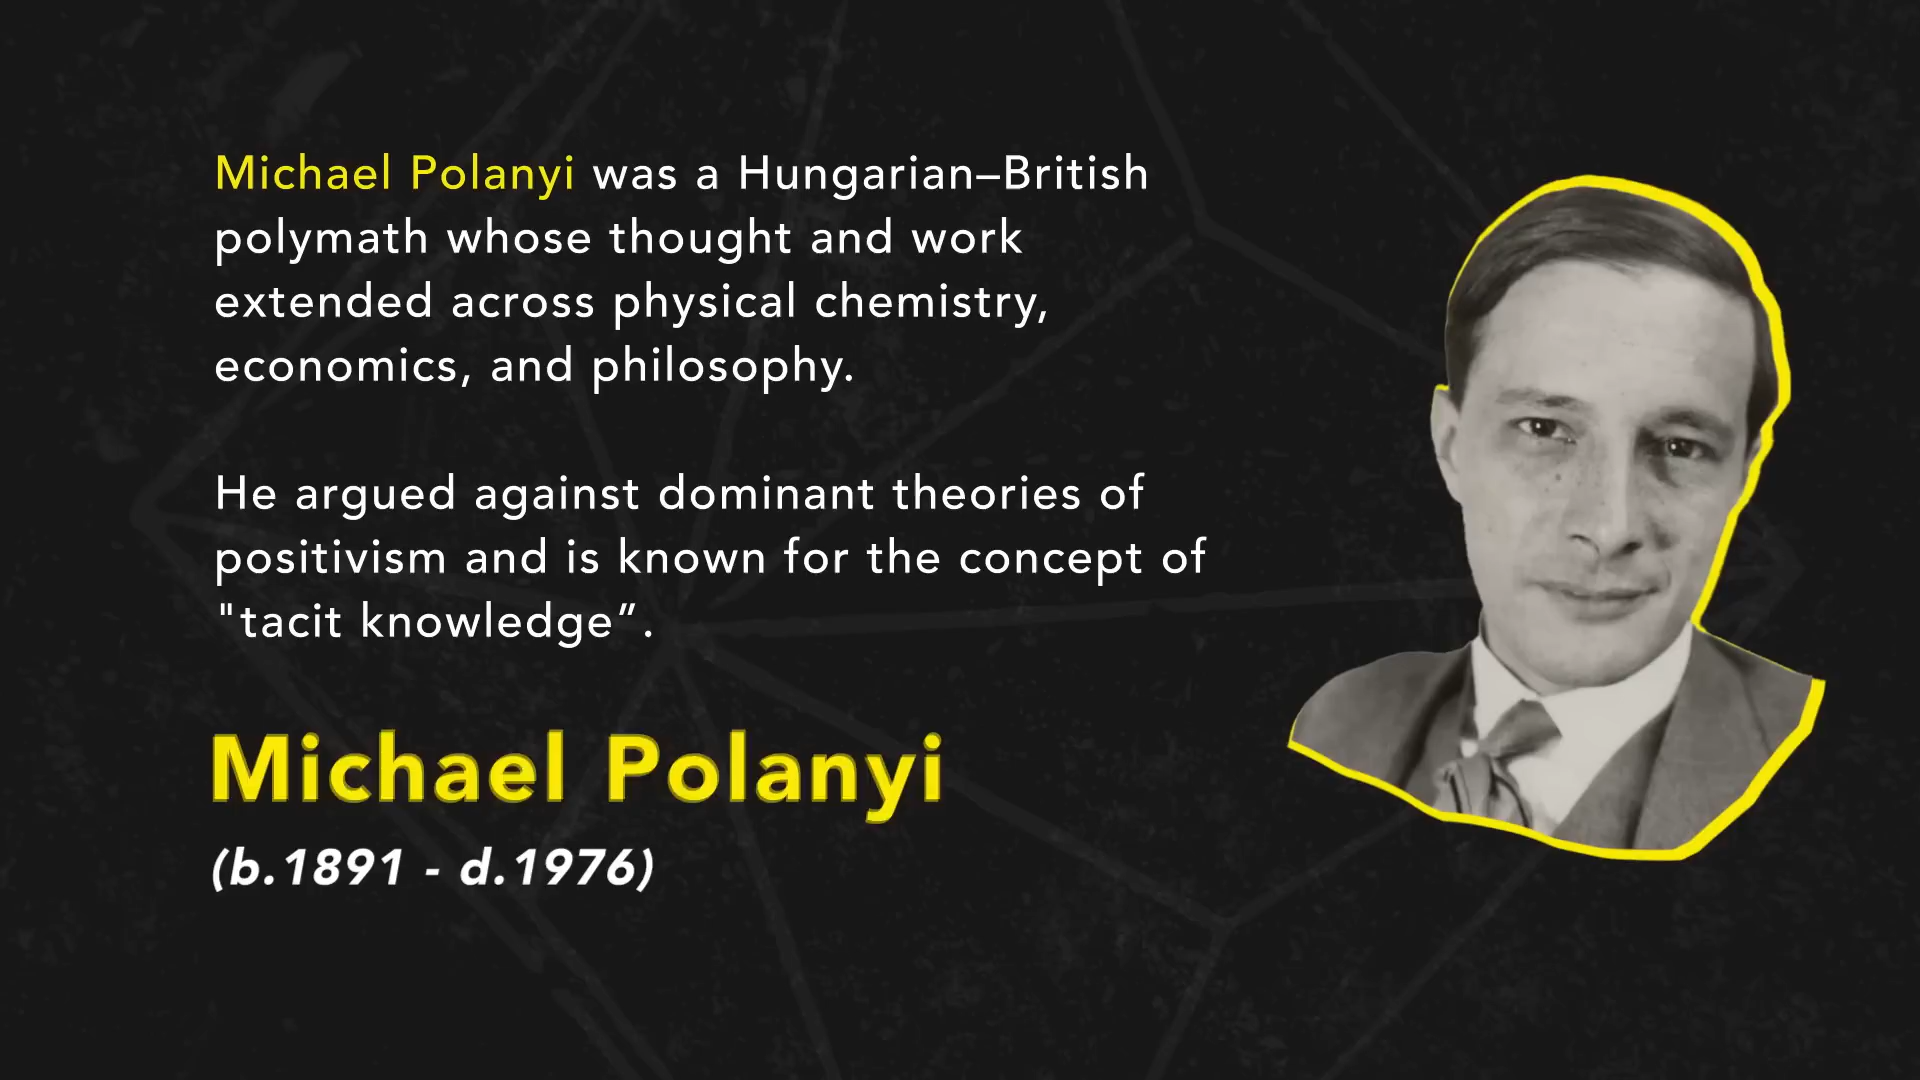 Michael Polanyi was a Hungarian–British
polymath whose thought and work
extended across physical chemistry,
economics, and philosophy.
He argued against dominant theories of
positivism and is known for the concept of
"tacit knowledge”.
Michael Polanyi
(b.1891 - d.1976)